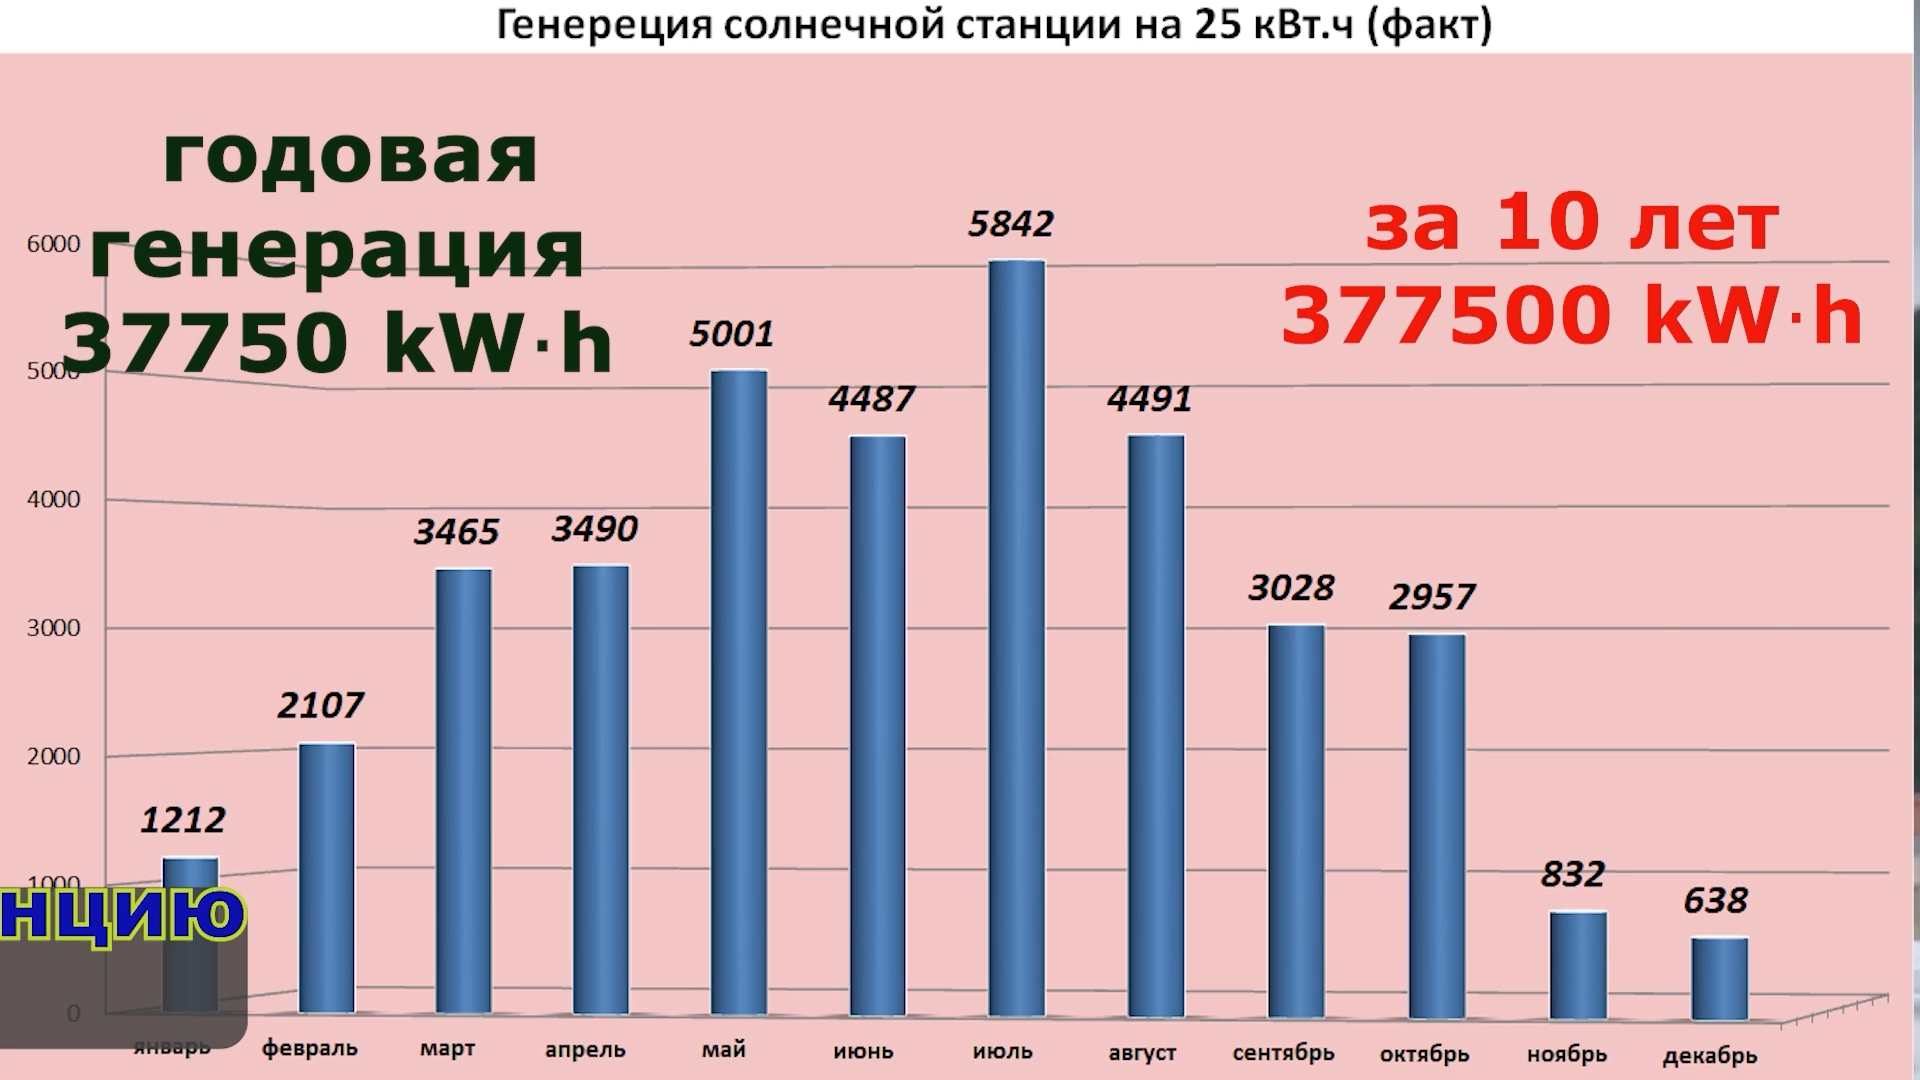 Генереция солнечной станции на 25 кВт.ч (факт)
годовая
генерация
37750 kW·h
за 10 лет
377500 kW·h
6000
5000
4000
3000
2000
1000
0
1212
2107
3465
3490
5001
4487
5842
4491
3028
2957
832
638
нцию
январь февраль март апрель май июнь июль август сентябрь октябрь ноябрь декабрь